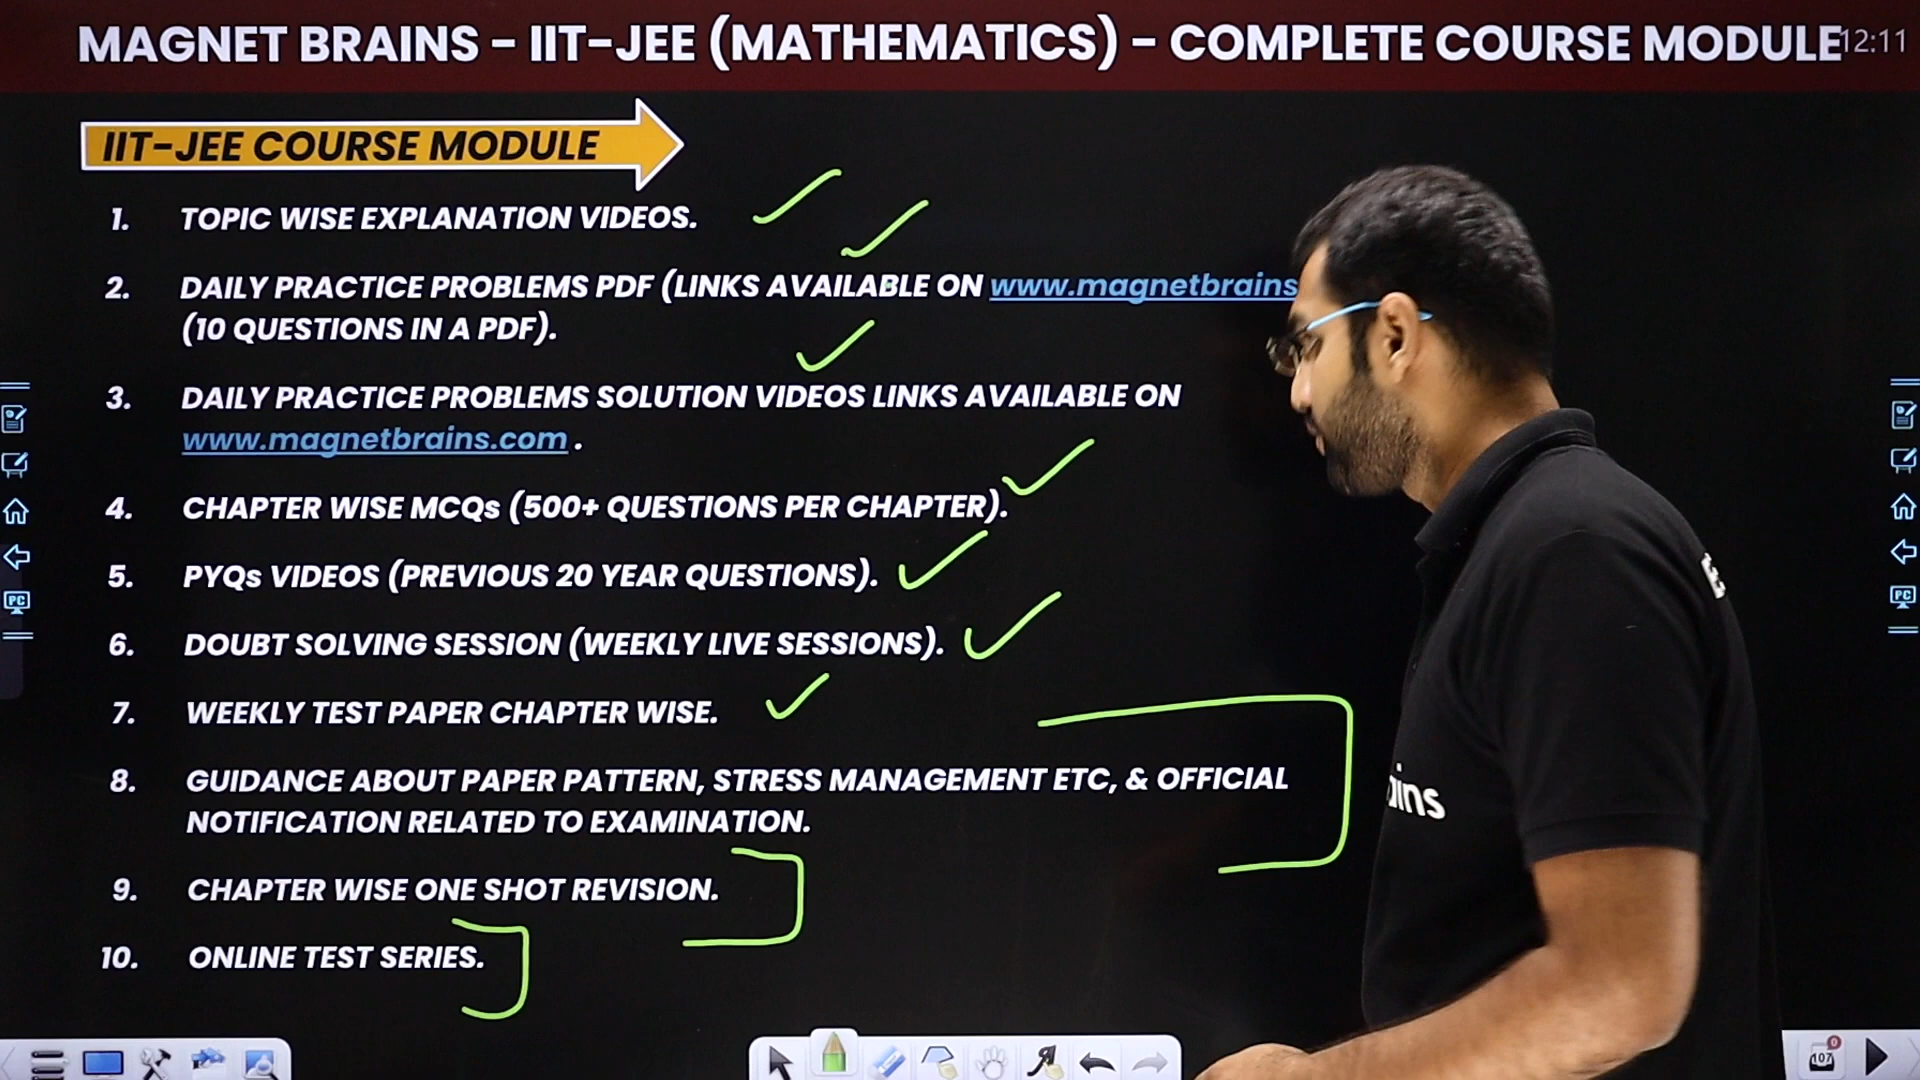 MAGNET BRAINS – IIT-JEE (MATHEMATICS) – COMPLETE COURSE MODULE
12:11
IIT-JEE COURSE MODULE
1. TOPIC WISE EXPLANATION VIDEOS.
2. DAILY PRACTICE PROBLEMS PDF (LINKS AVAILABLE ON www.magnetbrains
(10 QUESTIONS IN A PDF).
3. DAILY PRACTICE PROBLEMS SOLUTION VIDEOS LINKS AVAILABLE ON
www.magnetbrains.com .
4. CHAPTER WISE MCQs (500+ QUESTIONS PER CHAPTER).
5. PYQs VIDEOS (PREVIOUS 20 YEAR QUESTIONS).
6. DOUBT SOLVING SESSION (WEEKLY LIVE SESSIONS).
7. WEEKLY TEST PAPER CHAPTER WISE.
8. GUIDANCE ABOUT PAPER PATTERN, STRESS MANAGEMENT ETC, & OFFICIAL
NOTIFICATION RELATED TO EXAMINATION.
9. CHAPTER WISE ONE SHOT REVISION.
10. ONLINE TEST SERIES.
PC
PC
ains
107
0